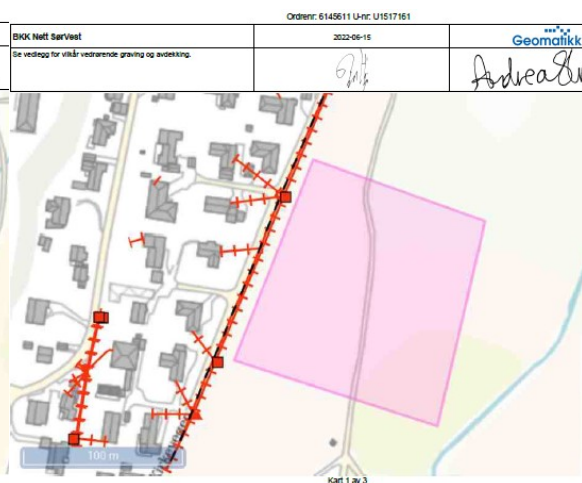 Ordrenr: 6145611 U-nr: U1517161
BKK Nett SørVest
2022-06-15
Geomatikk
Se vedlegg for vilkår vedrørende graving og avdekking.
100 m
Kart 1 av 3